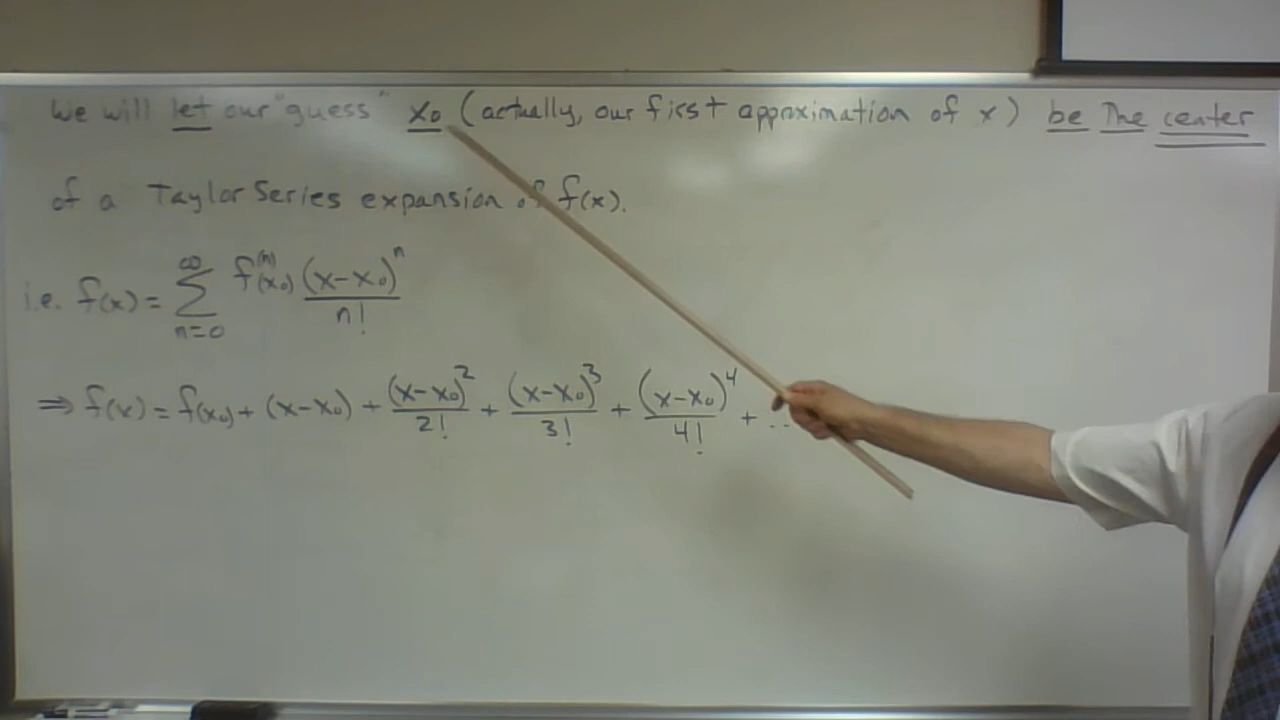 We will let our "guess" x₀ (actually, our first approximation of x) be the center
of a Taylor Series expansion of f(x).
i.e. f(x) = ∑_{n=0}^{∞} f^{(n)}(x₀) (x-x₀)^n / n!
⇒ f(x) = f(x₀) + (x-x₀) + (x-x₀)^2 / 2! + (x-x₀)^3 / 3! + (x-x₀)^4 / 4! + ...